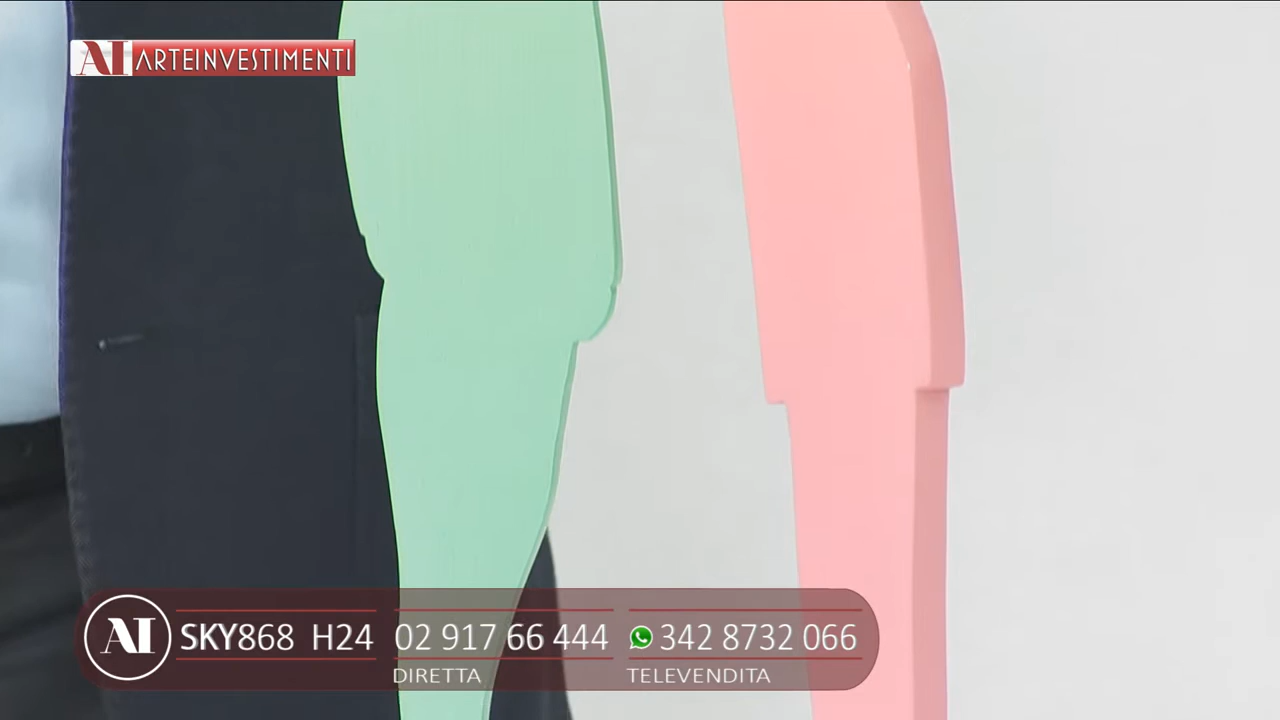 AI ARTEINVESTIMENTI
AI SKY868 H24 02 917 66 444 342 8732 066
DIRETTA TELEVENDITA